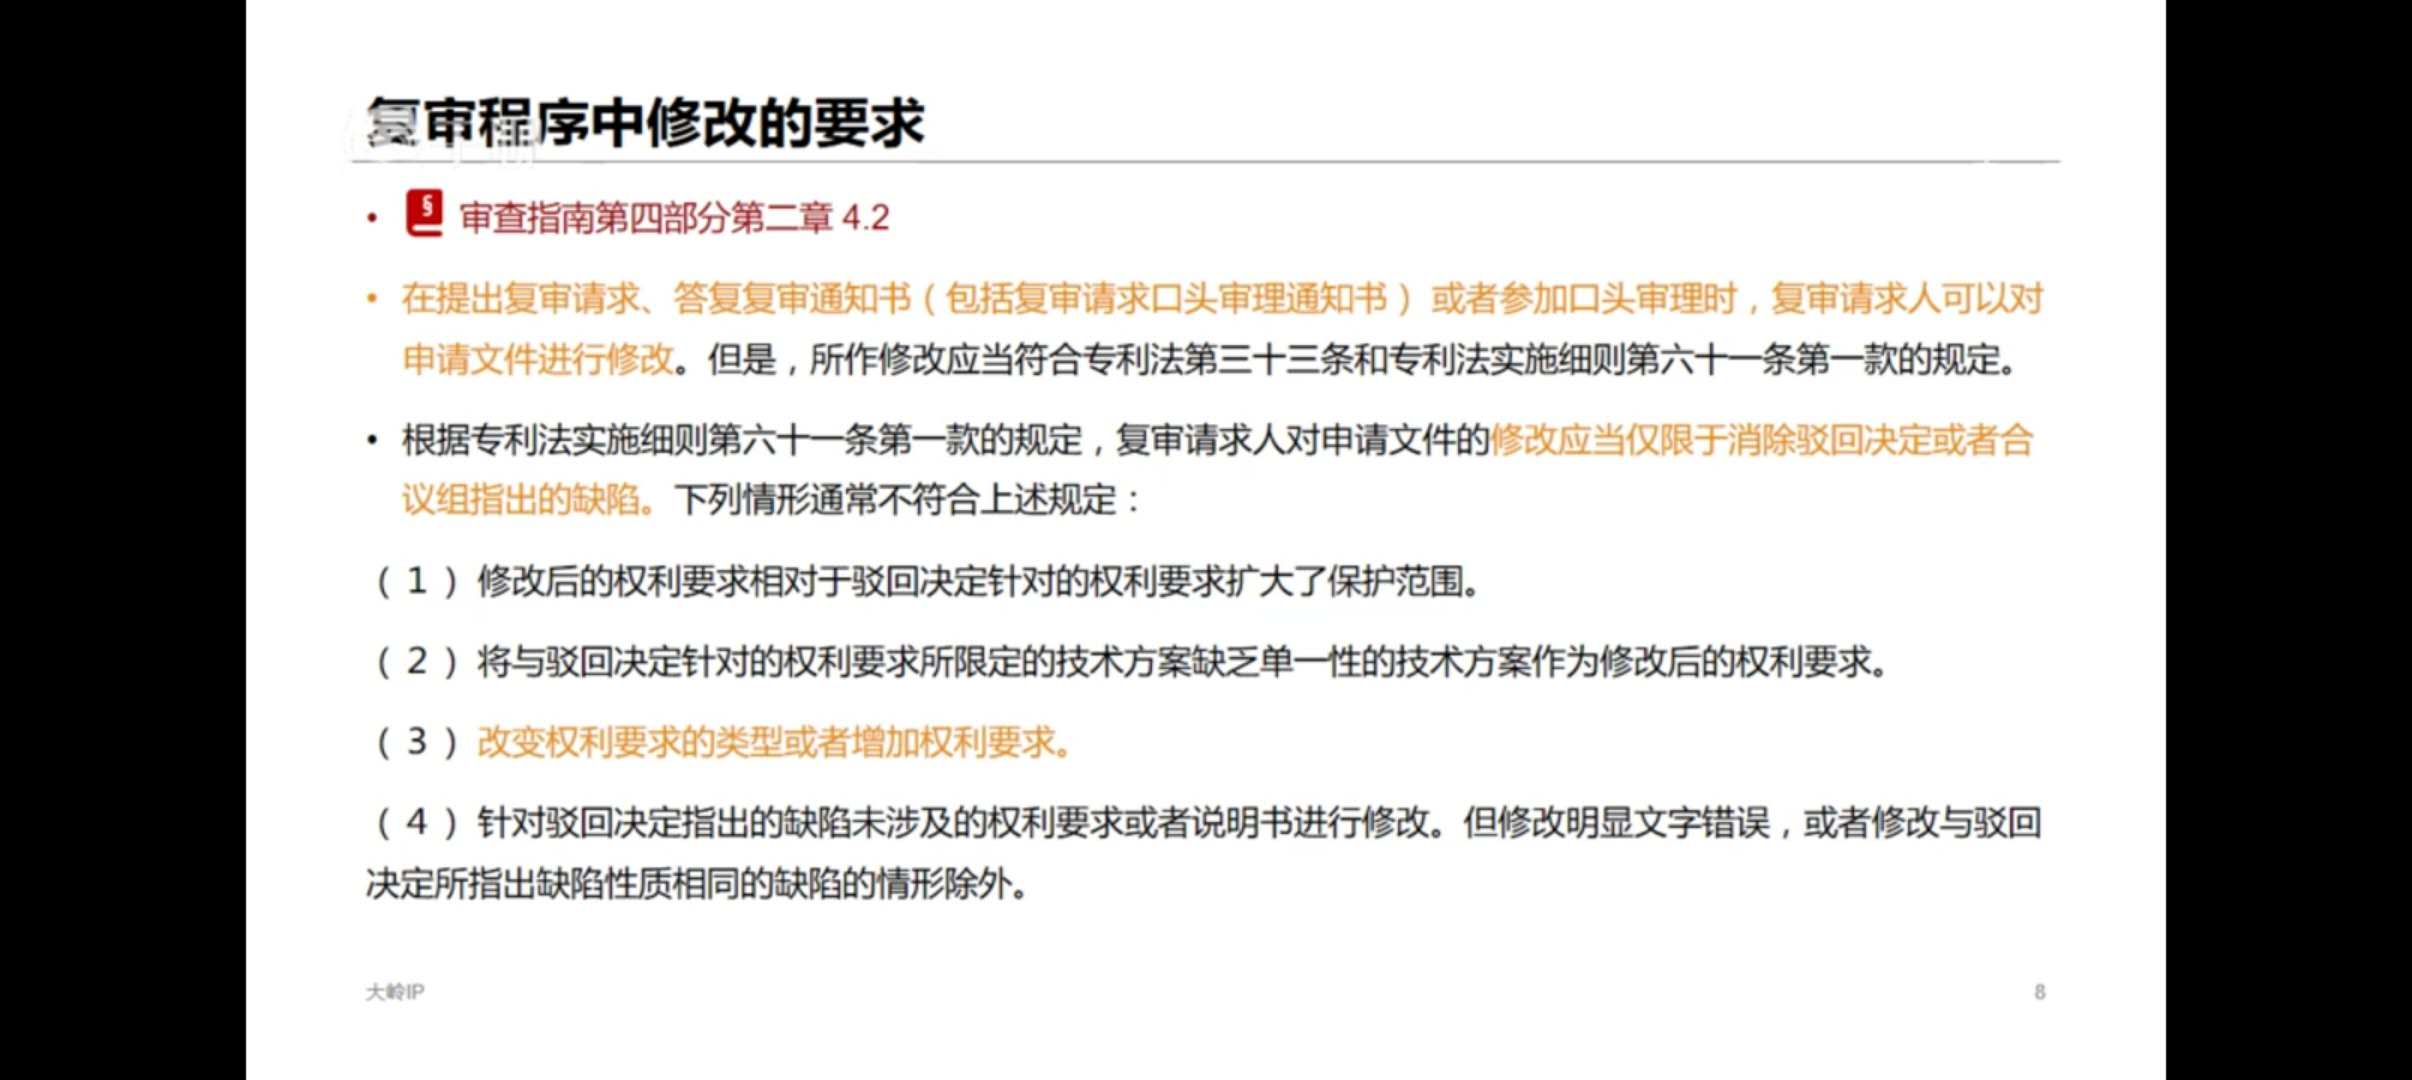 复审程序中修改的要求
• § 审查指南第四部分第二章 4.2
• 在提出复审请求、答复复审通知书（包括复审请求口头审理通知书）或者参加口头审理时，复审请求人可以对
申请文件进行修改。但是，所作修改应当符合专利法第三十三条和专利法实施细则第六十一条第一款的规定。
• 根据专利法实施细则第六十一条第一款的规定，复审请求人对申请文件的修改应当仅限于消除驳回决定或者合
议组指出的缺陷。下列情形通常不符合上述规定：
（1）修改后的权利要求相对于驳回决定针对的权利要求扩大了保护范围。
（2）将与驳回决定针对的权利要求所限定的技术方案缺乏单一性的技术方案作为修改后的权利要求。
（3）改变权利要求的类型或者增加权利要求。
（4）针对驳回决定指出的缺陷未涉及的权利要求或者说明书进行修改。但修改明显文字错误，或者修改与驳回
决定所指出缺陷性质相同的缺陷的情形除外。
大岭IP
8